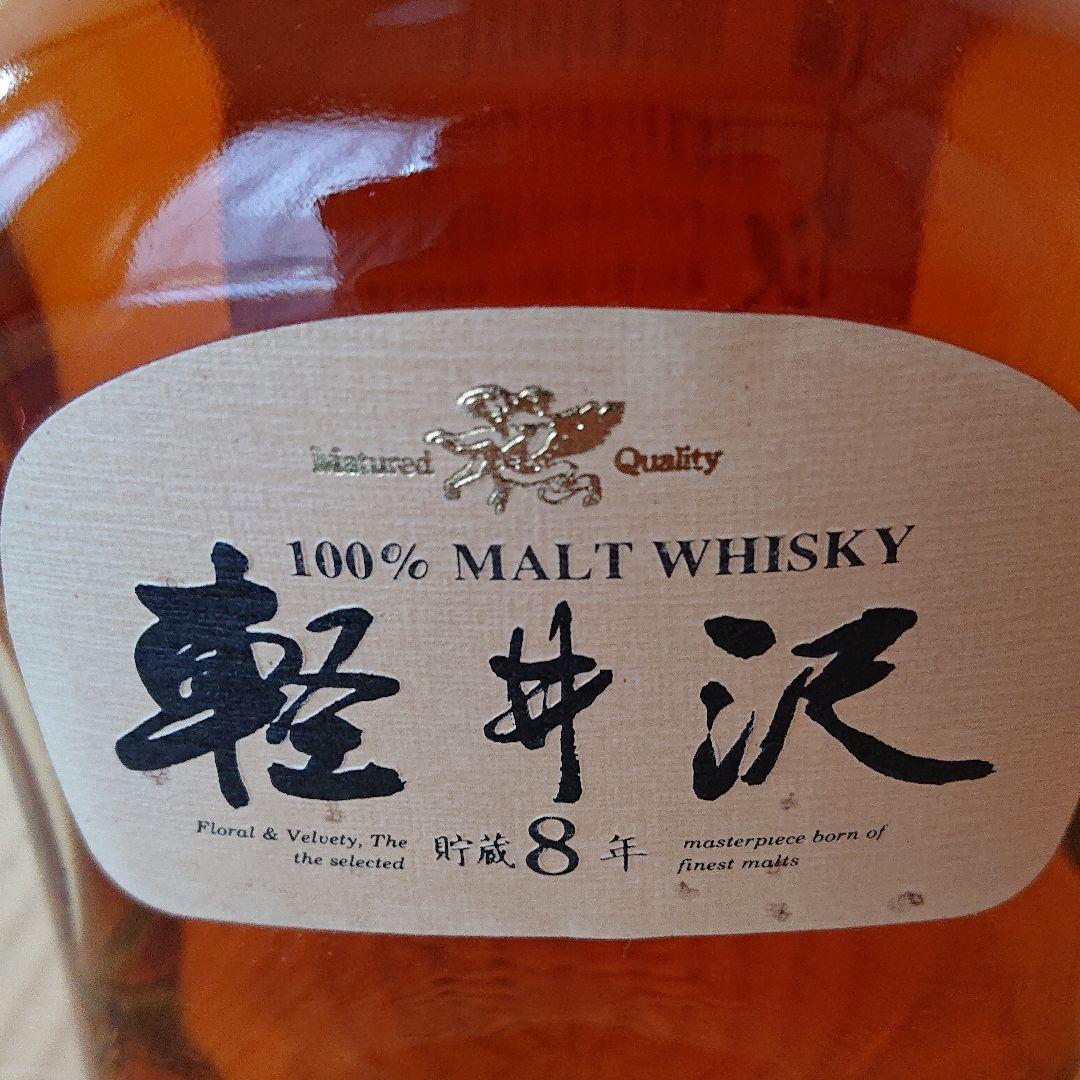 Matured Quality
100% MALT WHISKY
軽井沢
Floral & Velvety, The masterpiece born of
貯蔵8年
the selected finest malts